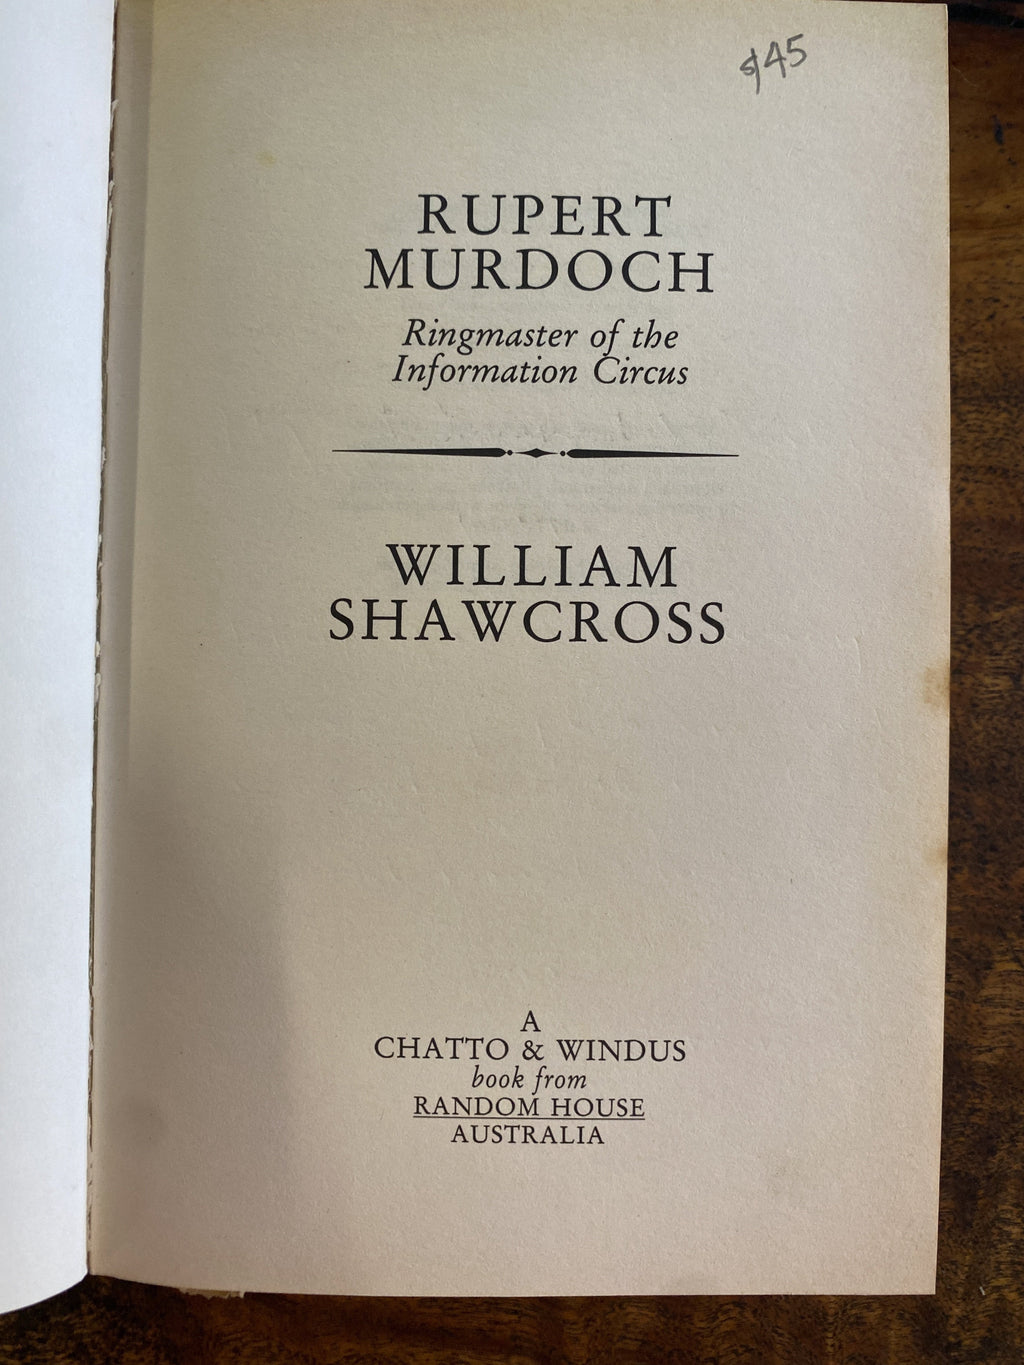 $45
RUPERT
MURDOCH
Ringmaster of the
Information Circus
WILLIAM
SHAWCROSS
A
CHATTO & WINDUS
book from
RANDOM HOUSE
AUSTRALIA